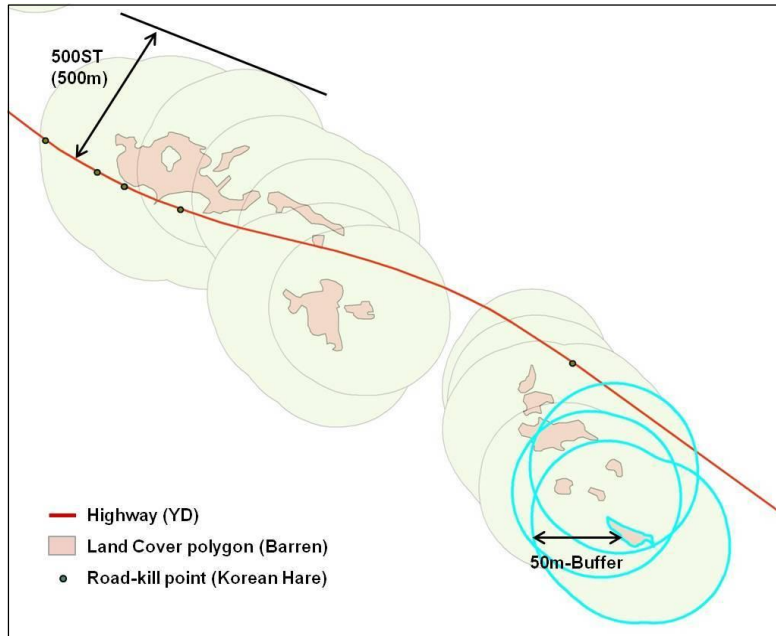 500ST
(500m)
Highway (YD)
Land Cover polygon (Barren)
Road-kill point (Korean Hare)
50m-Buffer